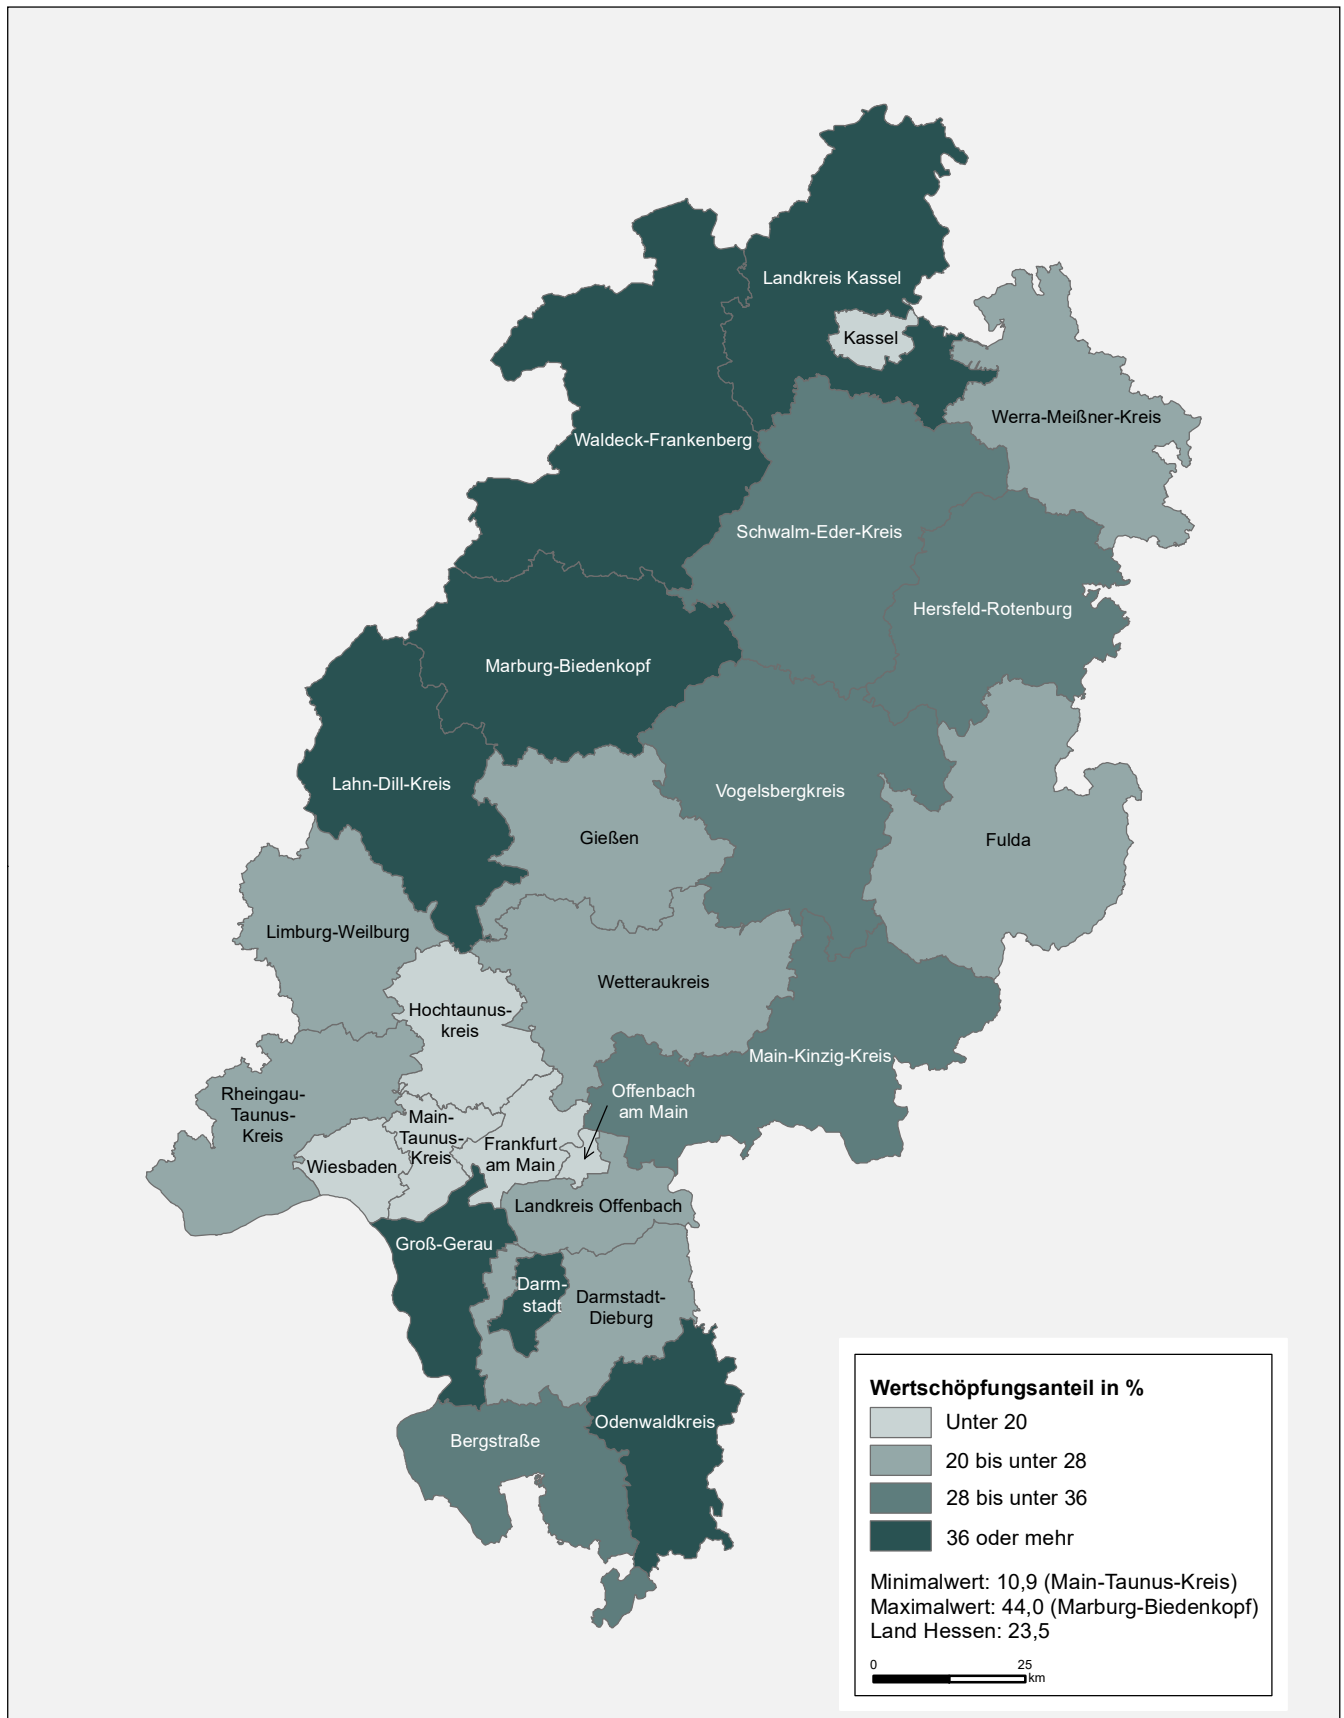 Landkreis Kassel
Kassel
Werra-Meißner-Kreis
Waldeck-Frankenberg
Schwalm-Eder-Kreis
Hersfeld-Rotenburg
Marburg-Biedenkopf
Lahn-Dill-Kreis
Vogelsbergkreis
Gießen
Fulda
Limburg-Weilburg
Wetteraukreis
Hochtaunus-
kreis
Main-Kinzig-Kreis
Rheingau-
Taunus-
Kreis
Offenbach
am Main
Main-
Taunus-
Kreis
Frankfurt
am Main
Wiesbaden
Landkreis Offenbach
Groß-Gerau
Darm-
stadt
Darmstadt-
Dieburg
Odenwaldkreis
Bergstraße
Wertschöpfungsanteil in %
Unter 20
20 bis unter 28
28 bis unter 36
36 oder mehr
Minimalwert: 10,9 (Main-Taunus-Kreis)
Maximalwert: 44,0 (Marburg-Biedenkopf)
Land Hessen: 23,5
0 25
km